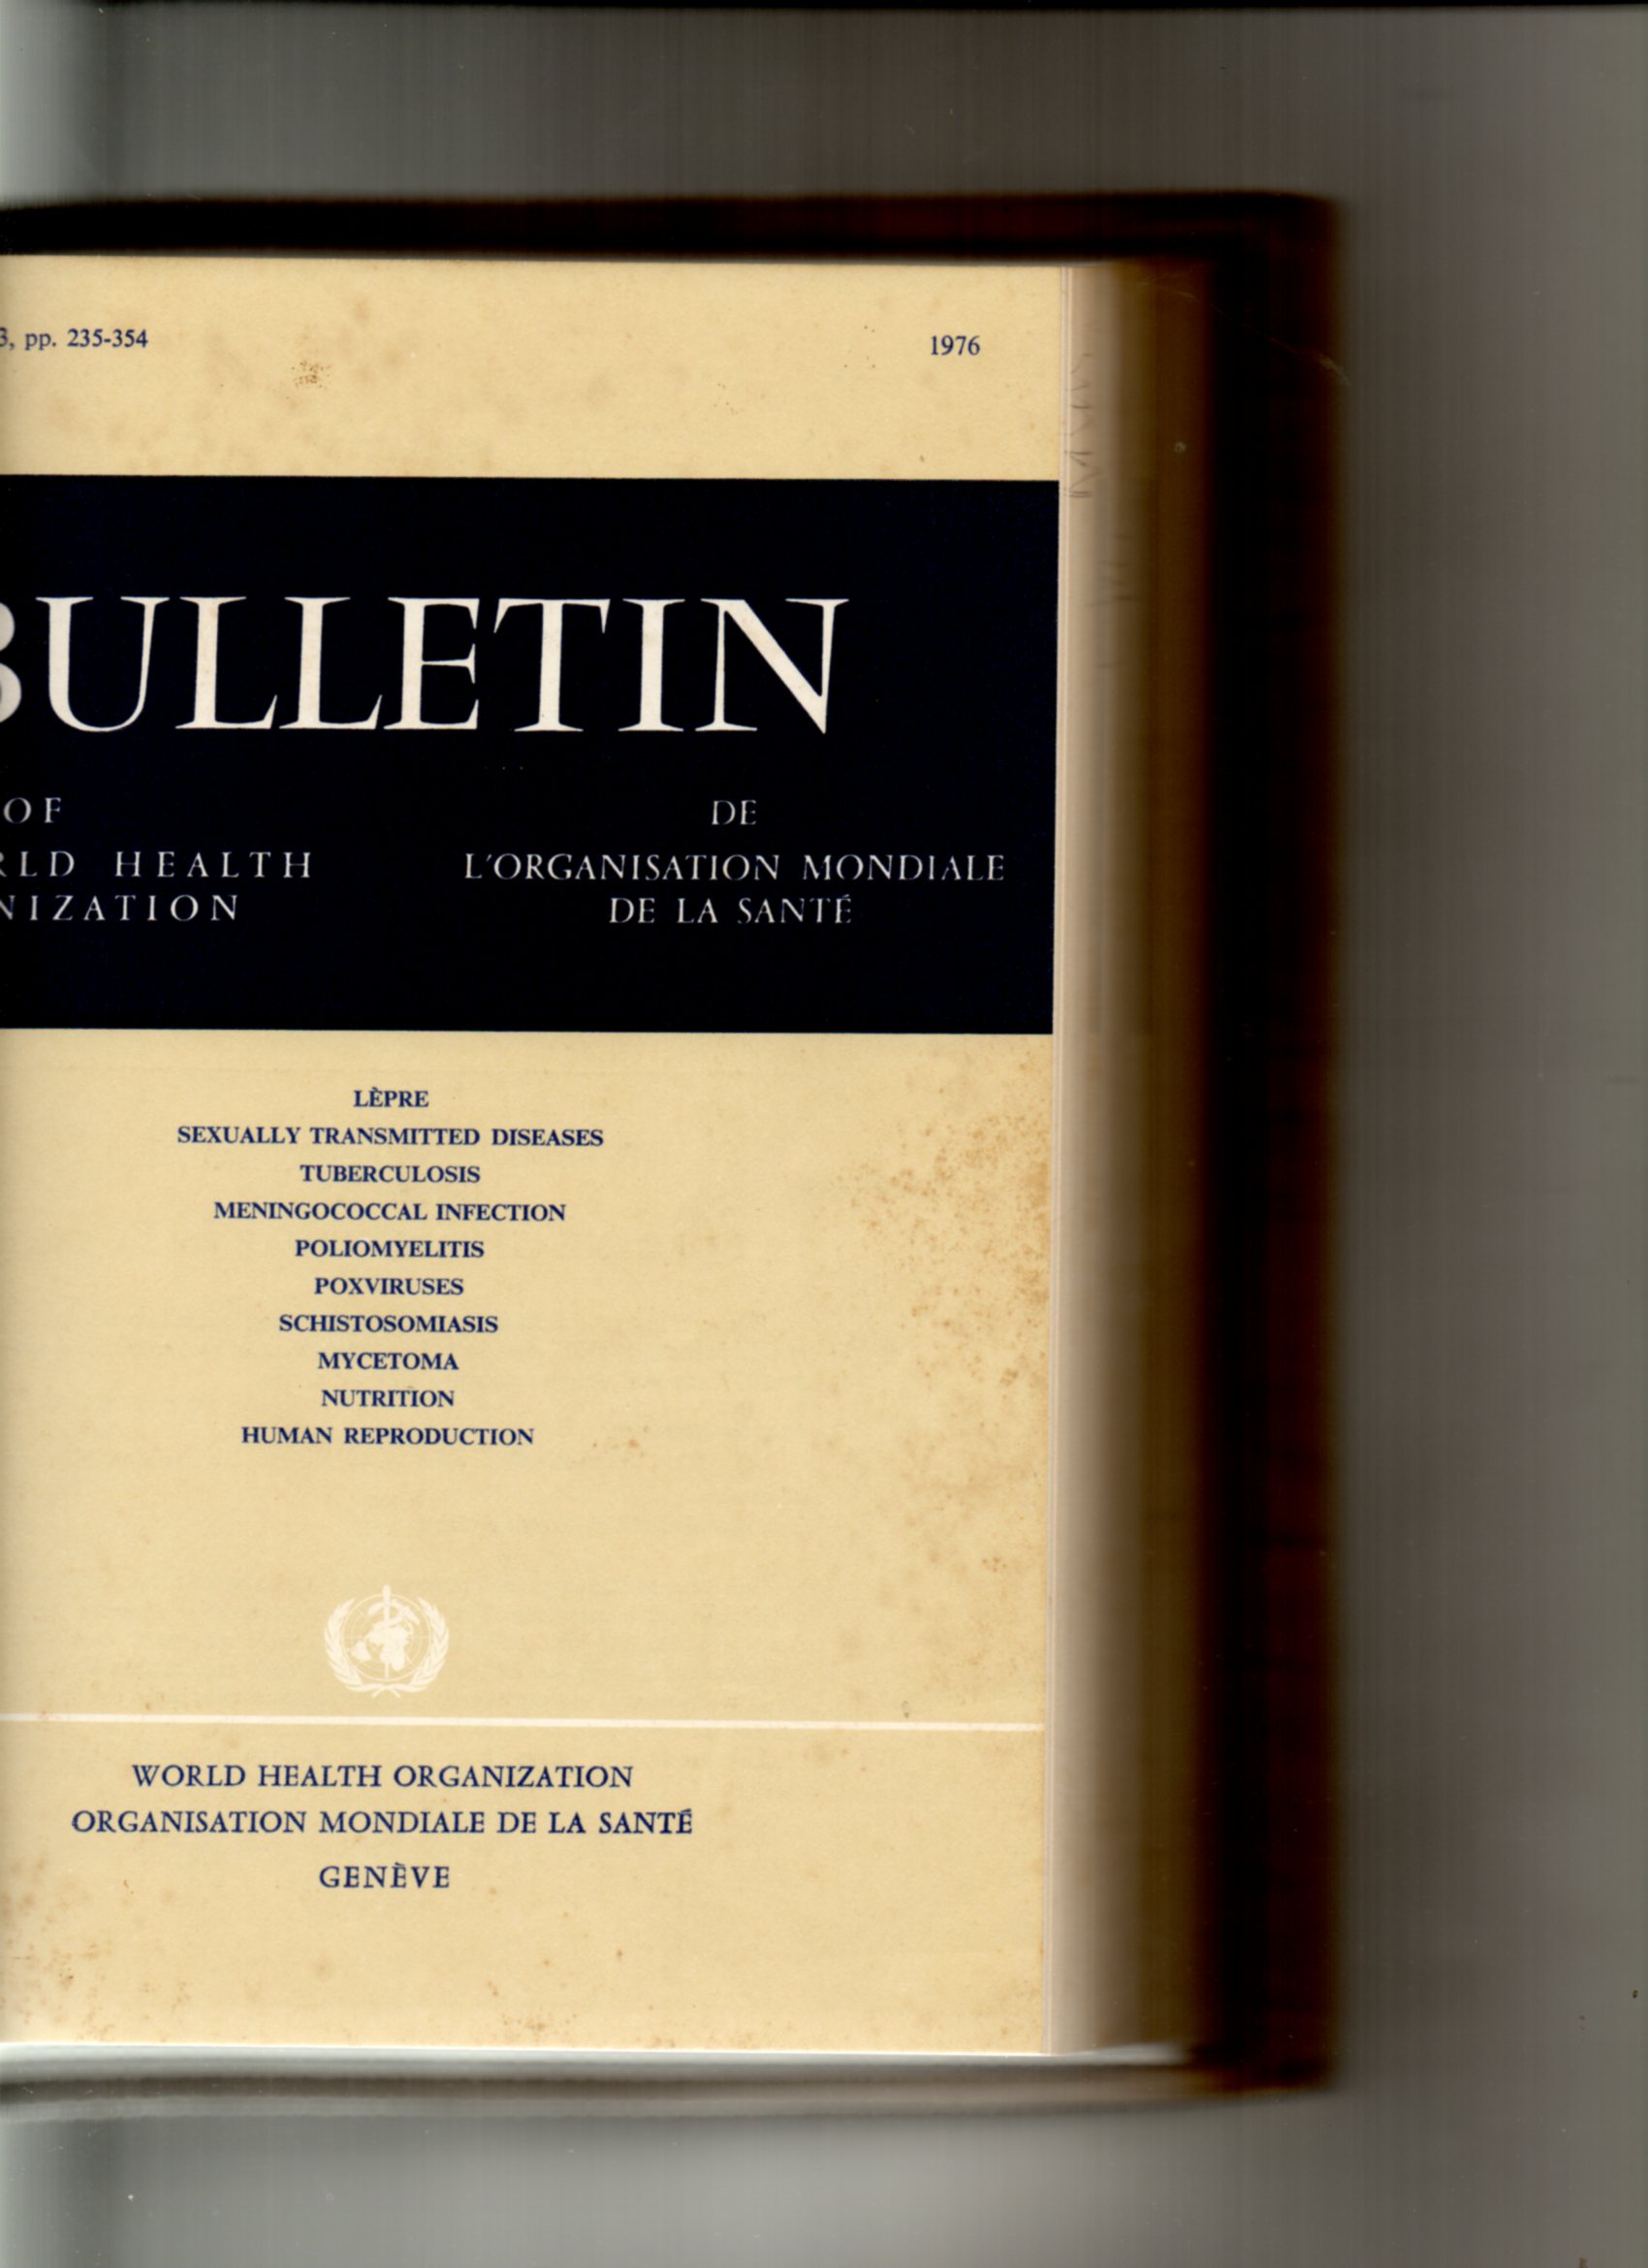 3, pp. 235-354 1976
BULLETIN
OF
RLD HEALTH
NIZATION
DE
L'ORGANISATION MONDIALE
DE LA SANTÉ
LÈPRE
SEXUALLY TRANSMITTED DISEASES
TUBERCULOSIS
MENINGOCOCCAL INFECTION
POLIOMYELITIS
POXVIRUSES
SCHISTOSOMIASIS
MYCETOMA
NUTRITION
HUMAN REPRODUCTION
WORLD HEALTH ORGANIZATION
ORGANISATION MONDIALE DE LA SANTÉ
GENÈVE